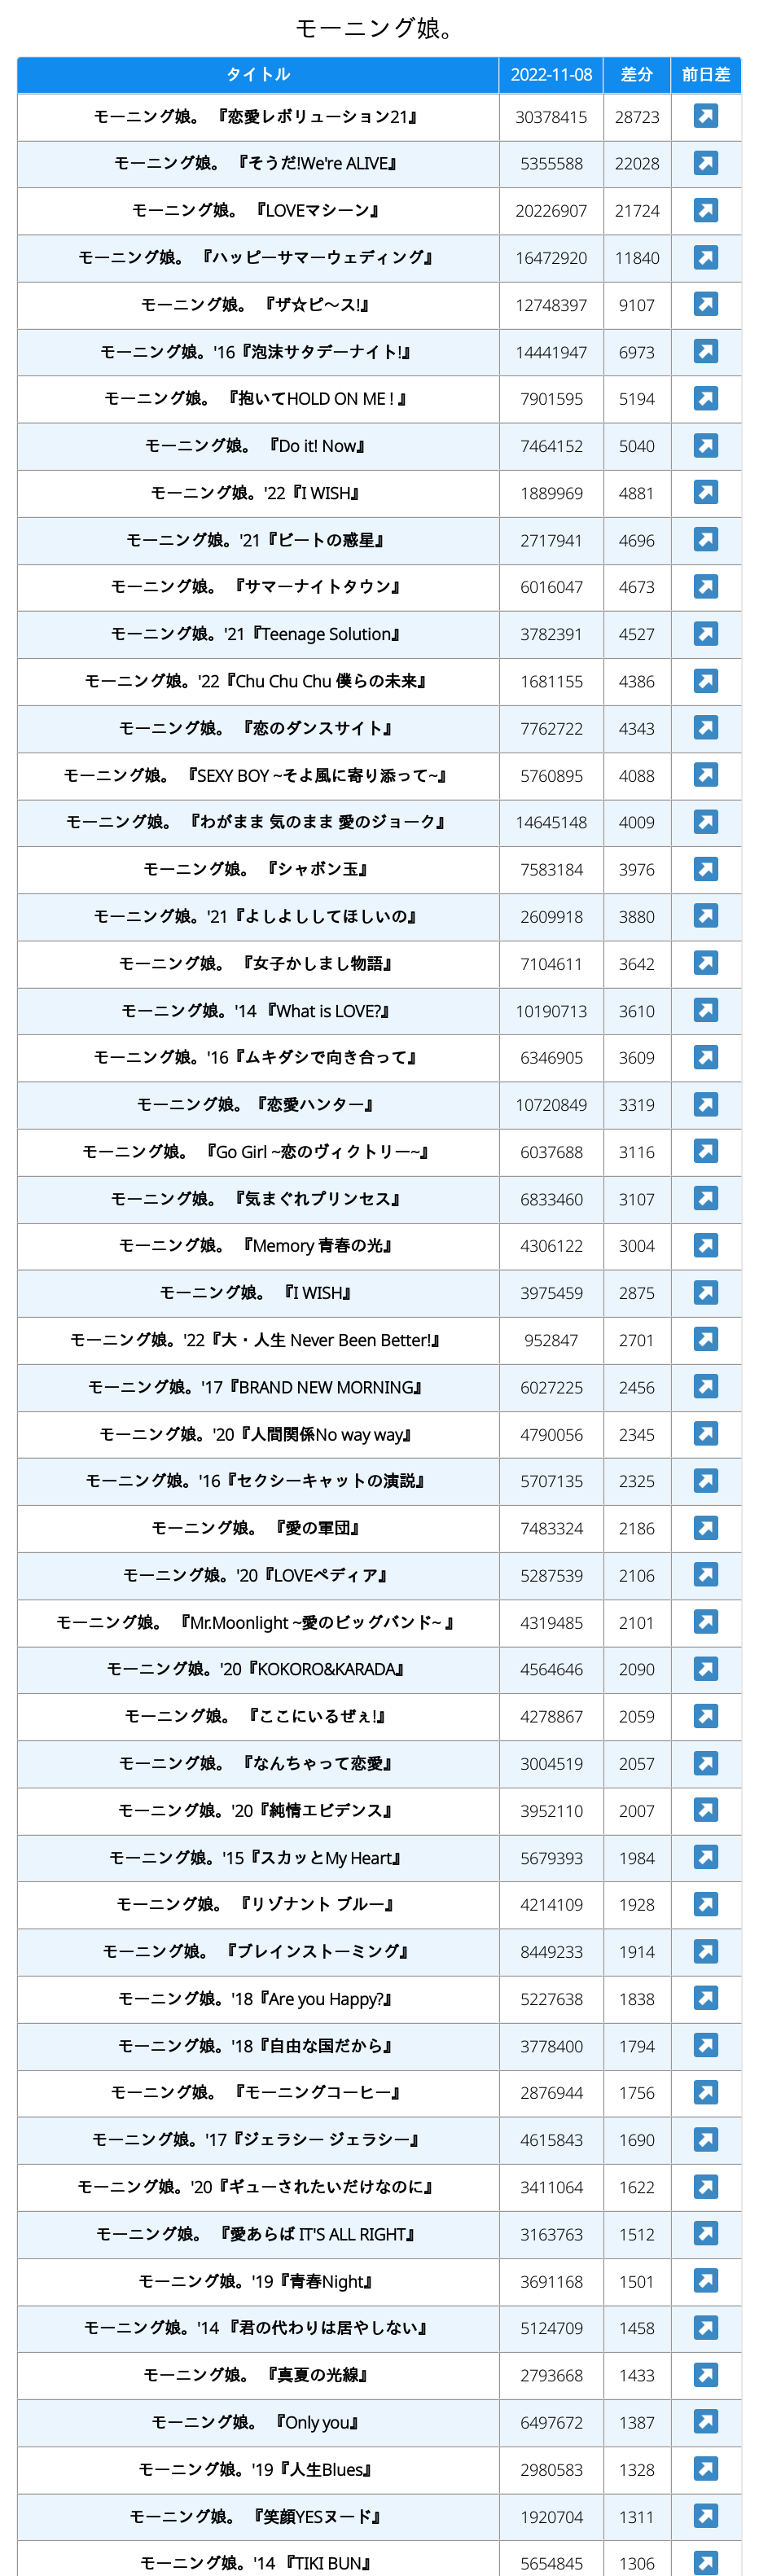 モーニング娘。
タイトル 2022-11-08 差分 前日差
モーニング娘。 『恋愛レボリューション21』 30378415 28723
モーニング娘。 『そうだ!We're ALIVE』 5355588 22028
モーニング娘。 『LOVEマシーン』 20226907 21724
モーニング娘。 『ハッピーサマーウェディング』 16472920 11840
モーニング娘。 『ザ☆ピ〜ス!』 12748397 9107
モーニング娘。'16『泡沫サタデーナイト!』 14441947 6973
モーニング娘。 『抱いてHOLD ON ME ! 』 7901595 5194
モーニング娘。 『Do it! Now』 7464152 5040
モーニング娘。'22『I WISH』 1889969 4881
モーニング娘。'21『ビートの惑星』 2717941 4696
モーニング娘。 『サマーナイトタウン』 6016047 4673
モーニング娘。'21『Teenage Solution』 3782391 4527
モーニング娘。'22『Chu Chu Chu 僕らの未来』 1681155 4386
モーニング娘。 『恋のダンスサイト』 7762722 4343
モーニング娘。 『SEXY BOY ~そよ風に寄り添って~』 5760895 4088
モーニング娘。 『わがまま 気のまま 愛のジョーク』 14645148 4009
モーニング娘。 『シャボン玉』 7583184 3976
モーニング娘。'21『よしよししてほしいの』 2609918 3880
モーニング娘。 『女子かしまし物語』 7104611 3642
モーニング娘。'14 『What is LOVE?』 10190713 3610
モーニング娘。'16『ムキダシで向き合って』 6346905 3609
モーニング娘。『恋愛ハンター』 10720849 3319
モーニング娘。 『Go Girl ~恋のヴィクトリー~』 6037688 3116
モーニング娘。 『気まぐれプリンセス』 6833460 3107
モーニング娘。 『Memory 青春の光』 4306122 3004
モーニング娘。 『I WISH』 3975459 2875
モーニング娘。'22『大・人生 Never Been Better!』 952847 2701
モーニング娘。'17『BRAND NEW MORNING』 6027225 2456
モーニング娘。'20『人間関係No way way』 4790056 2345
モーニング娘。'16『セクシーキャットの演説』 5707135 2325
モーニング娘。 『愛の軍団』 7483324 2186
モーニング娘。'20『LOVEペディア』 5287539 2106
モーニング娘。 『Mr.Moonlight ~愛のビッグバンド~ 』 4319485 2101
モーニング娘。'20『KOKORO&KARADA』 4564646 2090
モーニング娘。 『ここにいるぜぇ!』 4278867 2059
モーニング娘。 『なんちゃって恋愛』 3004519 2057
モーニング娘。'20『純情エビデンス』 3952110 2007
モーニング娘。'15『スカッとMy Heart』 5679393 1984
モーニング娘。 『リゾナント ブルー』 4214109 1928
モーニング娘。 『ブレインストーミング』 8449233 1914
モーニング娘。'18『Are you Happy?』 5227638 1838
モーニング娘。'18『自由な国だから』 3778400 1794
モーニング娘。 『モーニングコーヒー』 2876944 1756
モーニング娘。'17『ジェラシー ジェラシー』 4615843 1690
モーニング娘。'20『ギューされたいだけなのに』 3411064 1622
モーニング娘。 『愛あらば IT'S ALL RIGHT』 3163763 1512
モーニング娘。'19『青春Night』 3691168 1501
モーニング娘。'14 『君の代わりは居やしない』 5124709 1458
モーニング娘。 『真夏の光線』 2793668 1433
モーニング娘。 『Only you』 6497672 1387
モーニング娘。'19『人生Blues』 2980583 1328
モーニング娘。 『笑顔YESヌード』 1920704 1311
モーニング娘。'14 『TIKI BUN』 5654845 1306